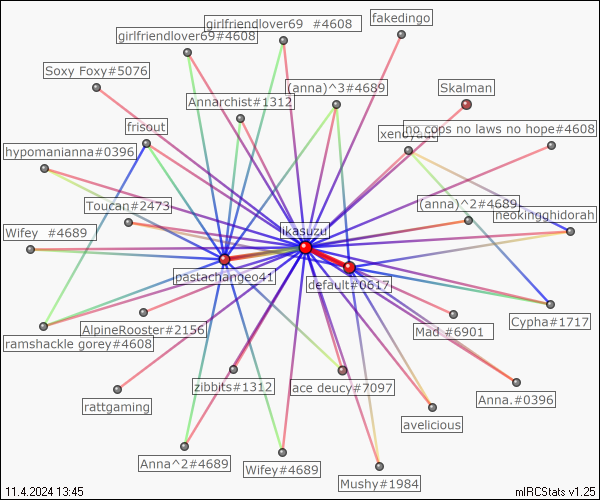 fakedingo
girlfriendlover69 #4608
girlfriendlover69#4608
Soxy Foxy#5076
(anna)^3#4689
Skalman
Annarchist#1312
frisout
no cops no laws no hope#4608
hypomanianna#0396
Toucan#2473
(anna)^2#4689
neokingghidorah
Wifey #4689
likasuzu
pastachangeo41
default#0617
Cypha#1717
AlpineRooster#2156
Mad #6901
ramshackle gorey#4608
zibbits#1312
ace deucy#7097
Anna.#0396
rattgaming
avelicious
Anna^2#4689
Wifey#4689
Mushy#1984
11.4.2024 13:45
mIRCStats v1.25